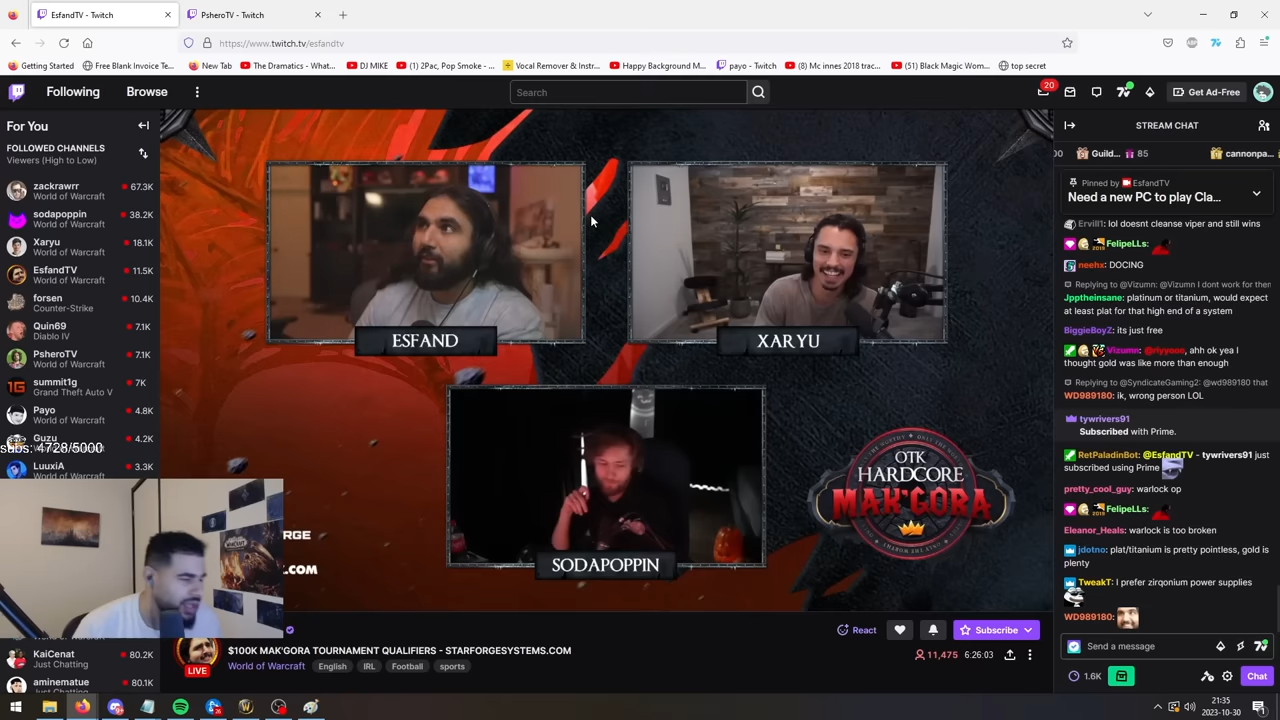 EsfandTV - Twitch
PsheroTV - Twitch
https://www.twitch.tv/esfandtv
Getting Started
Free Blank Invoice Te...
New Tab
The Dramatics - What...
DJ MIKE
(1) 2Pac, Pop Smoke - ...
Vocal Remover & Instr...
Happy Background M...
payo - Twitch
(8) Mc innes 2018 trac...
(51) Black Magic Wom...
top secret
Following
Browse
Search
20
Get Ad-Free
For You
FOLLOWED CHANNELS
Viewers (High to Low)
zackrawrr
67.3K
World of Warcraft
sodapoppin
38.2K
World of Warcraft
Xaryu
18.1K
World of Warcraft
EsfandTV
11.5K
World of Warcraft
forsen
10.4K
Counter-Strike
Quin69
7.1K
Diablo IV
PsheroTV
7.1K
World of Warcraft
summit1g
7K
Grand Theft Auto V
Payo
4.8K
World of Warcraft
Guzu
4.2K
subs: 4728/5000
LuuxiA
3.3K
World of Warcraft
KaiCenat
80.2K
Just Chatting
aminematue
80.1K
Just Chatting
ESFAND
XARYU
SODAPOPPIN
OTK
HARDCORE
MAK'GORA
RGE
L.COM
LIVE
$100K MAK'GORA TOURNAMENT QUALIFIERS - STARFORGESYSTEMS.COM
World of Warcraft
English
IRL
Football
sports
React
Subscribe
11,475
6:26:03
STREAM CHAT
00
Guild...
85
cannonpa...
Pinned by EsfandTV
Need a new PC to play Cla...
Ervill1: lol doesnt cleanse viper and still wins
FelipeLLs:
neehx: DOCING
Replying to @Vizumn: @Vizumn I dont work for them
Jpptheinsane: platinum or titanium, would expect
at least plat for that high end of a system
BiggieBoyZ: its just free
Vizumn: @riyyooo, ahh ok yea I
thought gold was like more than enough
Replying to @SyndicateGaming2: @wd989180 that
WD989180: ik, wrong person LOL
tywrivers91
Subscribed with Prime.
RetPaladinBot: @EsfandTV - tywrivers91 just
subscribed using Prime
pretty_cool_guy: warlock op
FelipeLLs:
Eleanor_Heals: warlock is too broken
jdotno: plat/titanium is pretty pointless, gold is
plenty
TweakT: I prefer zirqonium power supplies
WD989180:
Send a message
1.6K
Chat
21:35
2023-10-30